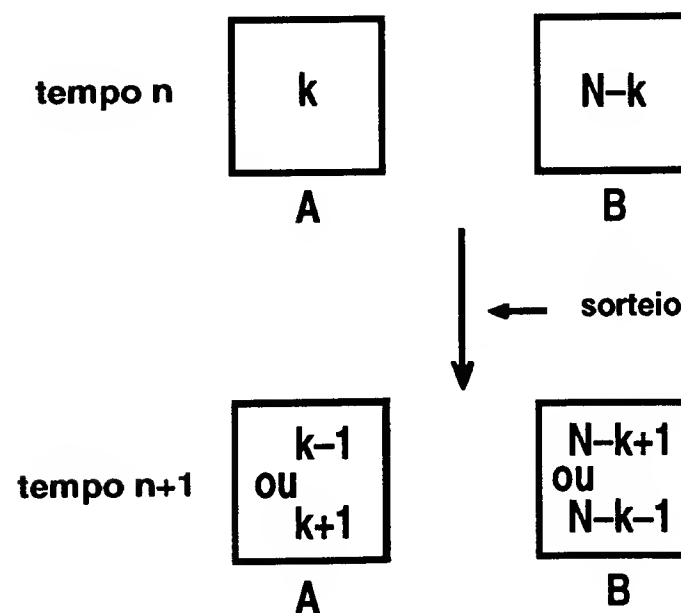 tempo n
k
N–k
A
B
sorteio
tempo n+1
k–1
ou
k+1
N–k+1
ou
N–k–1
A
B